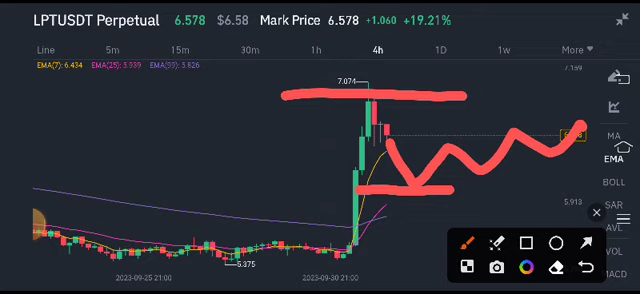 LPTUSDT Perpetual 6.578 $6.58 Mark Price 6.578 +1.060 +19.21%
Line 5m 15m 30m 1h 4h 1D 1w More
EMA(7): 6.434 EMA(25): 5.939 EMA(99): 5.826
7.159
7.074
MA
EMA
BOLL
5.913
SAR
AVL
VOL
5.375
MACD
2023-09-25 21:00 2023-09-30 21:00